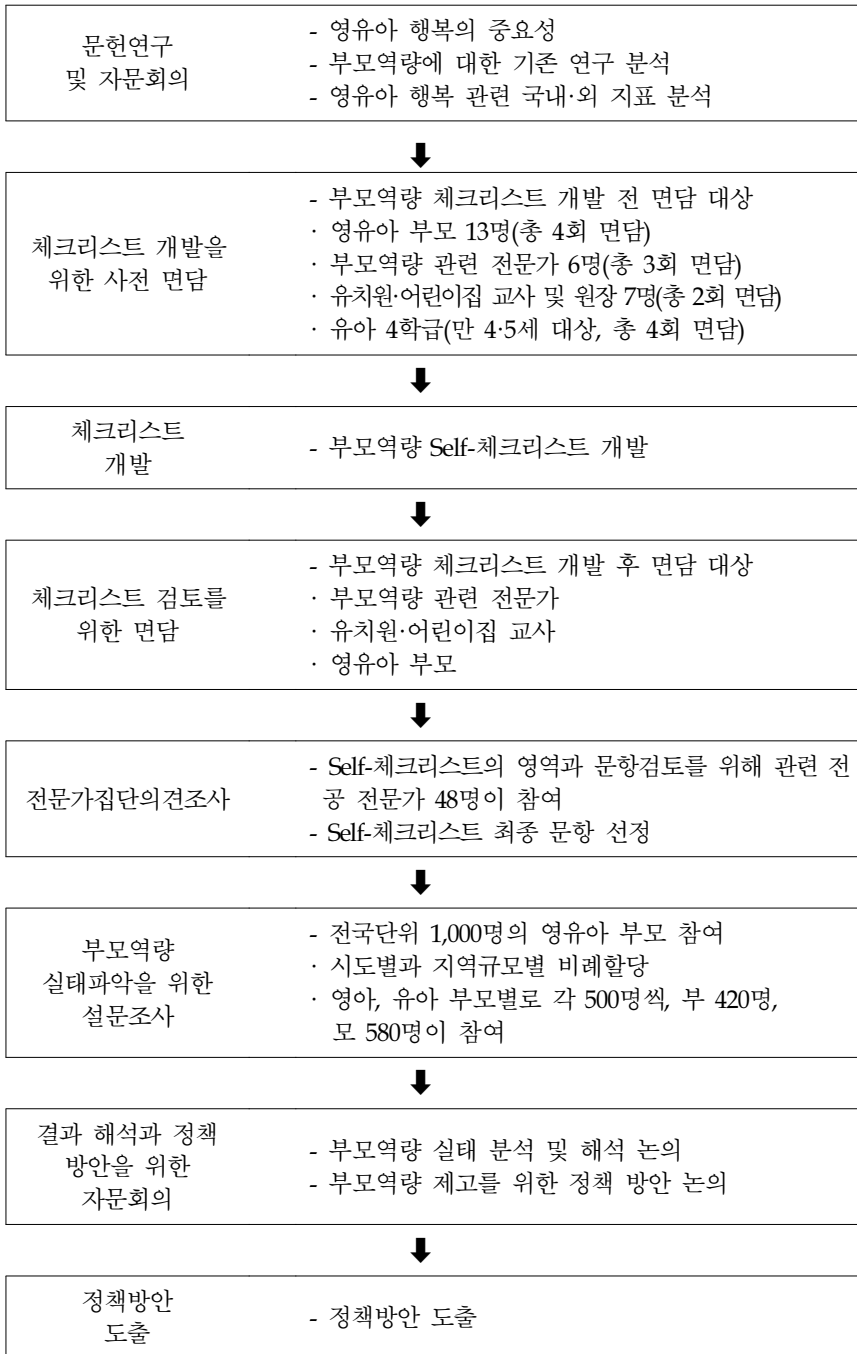 문헌연구
및 자문회의
- 영유아 행복의 중요성
- 부모역량에 대한 기존 연구 분석
- 영유아 행복 관련 국내·외 지표 분석
체크리스트 개발을
위한 사전 면담
- 부모역량 체크리스트 개발 전 면담 대상
· 영유아 부모 13명(총 4회 면담)
· 부모역량 관련 전문가 6명(총 3회 면담)
· 유치원·어린이집 교사 및 원장 7명(총 2회 면담)
· 유아 4학급(만 4·5세 대상, 총 4회 면담)
체크리스트
개발
- 부모역량 Self-체크리스트 개발
체크리스트 검토를
위한 면담
- 부모역량 체크리스트 개발 후 면담 대상
· 부모역량 관련 전문가
· 유치원·어린이집 교사
· 영유아 부모
전문가집단의견조사
- Self-체크리스트의 영역과 문항검토를 위해 관련 전
공 전문가 48명이 참여
- Self-체크리스트 최종 문항 선정
부모역량
실태파악을 위한
설문조사
- 전국단위 1,000명의 영유아 부모 참여
· 시도별과 지역규모별 비례할당
· 영아, 유아 부모별로 각 500명씩, 부 420명,
모 580명이 참여
결과 해석과 정책
방안을 위한
자문회의
- 부모역량 실태 분석 및 해석 논의
- 부모역량 제고를 위한 정책 방안 논의
정책방안
도출
- 정책방안 도출